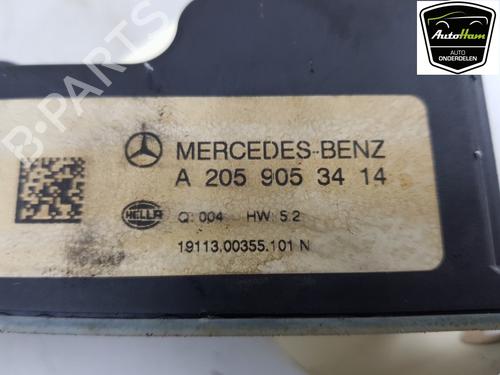 AutoHam
AUTO
ONDERDELEN
B-PARTS
MERCEDES-BENZ
A 205 905 34 14
HELLA
Q: 004 HW: 5.2
19113.00355.101 N